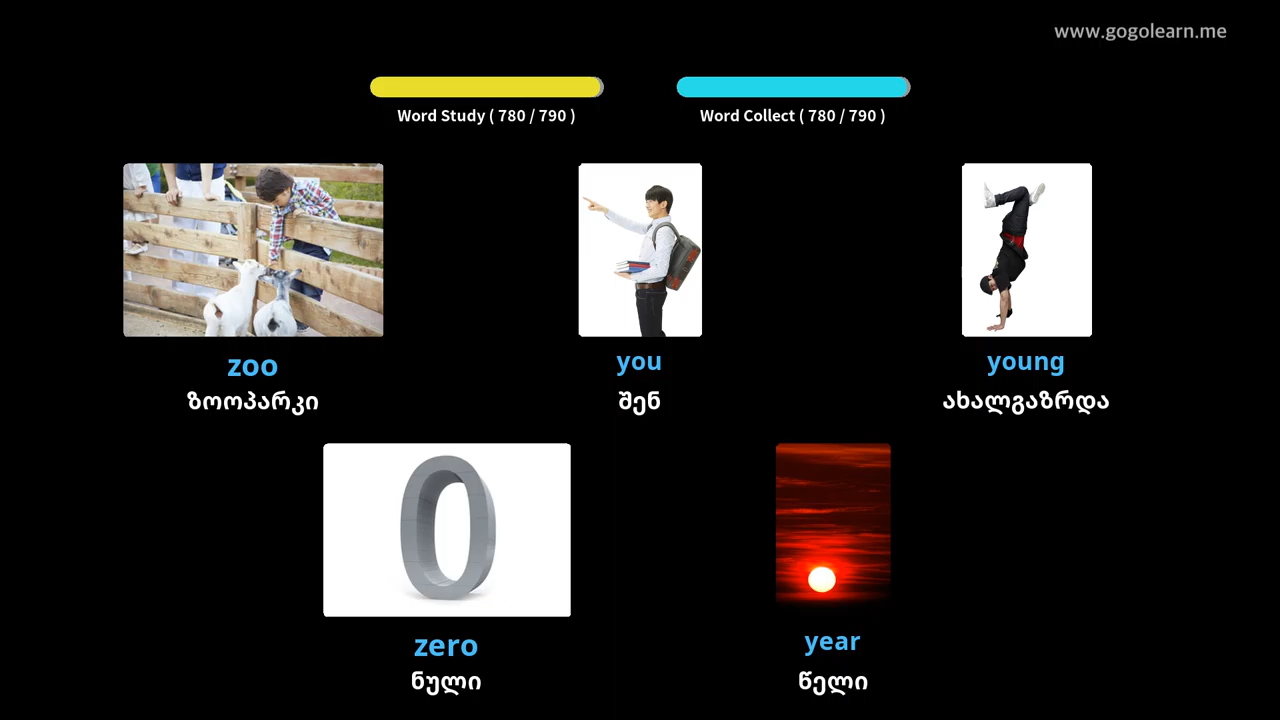 www.gogolearn.me
Word Study ( 780 / 790 )
Word Collect ( 780 / 790 )
zoo
ზოოპარკი
you
შენ
young
ახალგაზრდა
0
zero
ნული
year
წელი